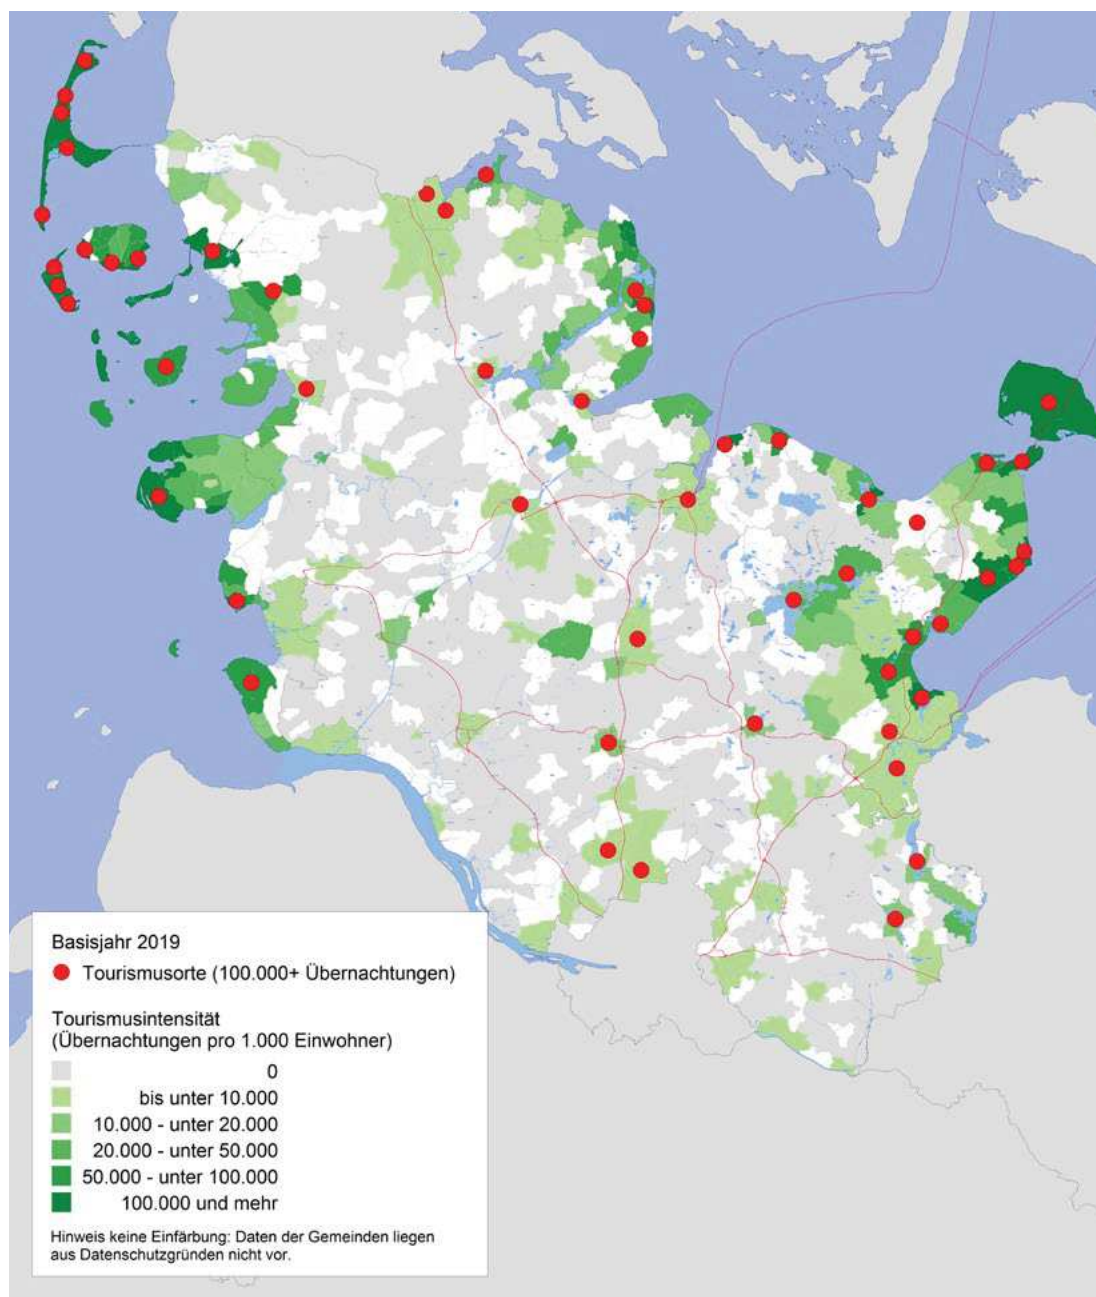 Basisjahr 2019
Tourismusorte (100.000+ Übernachtungen)
Tourismusintensität
(Übernachtungen pro 1.000 Einwohner)
0
bis unter 10.000
10.000 - unter 20.000
20.000 - unter 50.000
50.000 - unter 100.000
100.000 und mehr
Hinweis keine Einfärbung: Daten der Gemeinden liegen
aus Datenschutzgründen nicht vor.